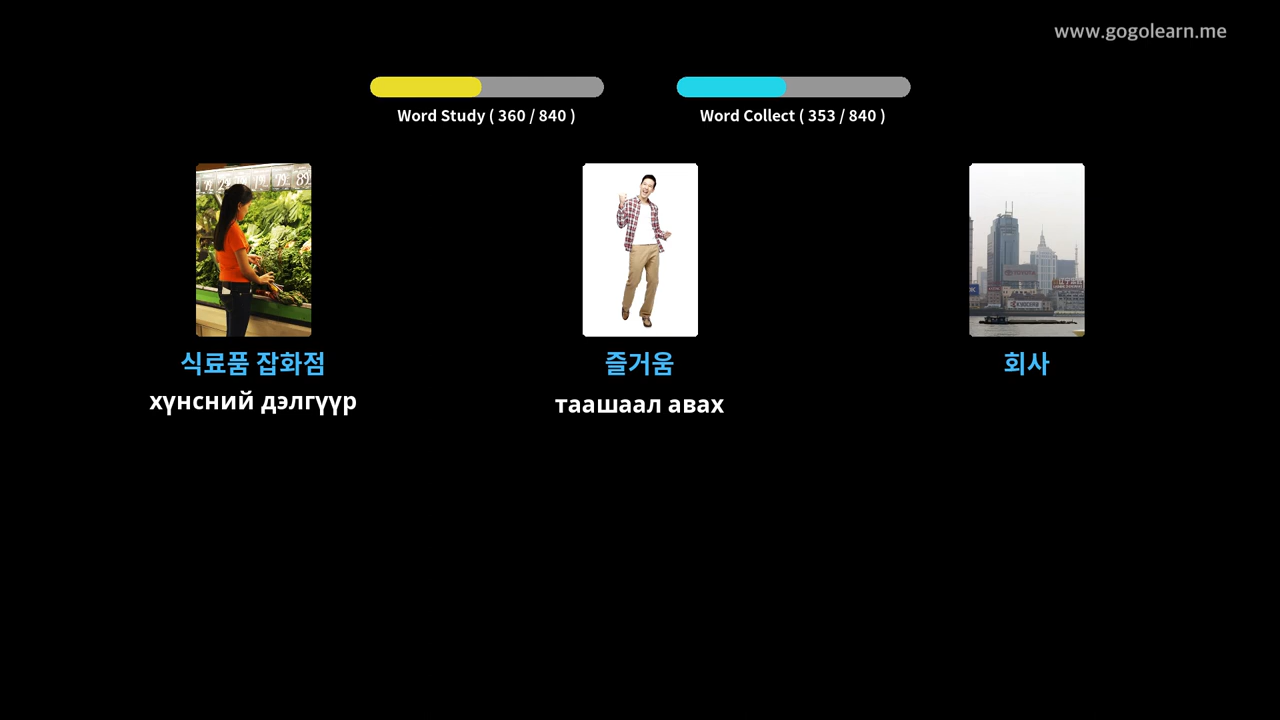 www.gogolearn.me
Word Study ( 360 / 840 )
Word Collect ( 353 / 840 )
TOYOTA
식료품 잡화점
즐거움
회사
хүнсний дэлгүүр
таашаал авах